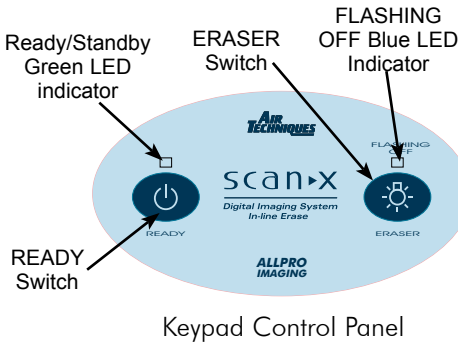 Ready/Standby
Green LED
indicator
ERASER
Switch
FLASHING
OFF Blue LED
Indicator
AIR
TECHNIQUES
FLASHING
OFF
scan x
Digital Imaging System
In-line Erase
READY
ERASER
ALLPRO
IMAGING
READY
Switch
Keypad Control Panel